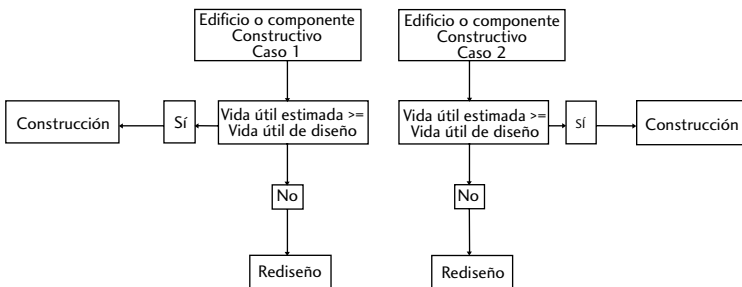 Edificio o componente
Constructivo
Caso 1
Edificio o componente
Constructivo
Caso 2
Construcción
Sí
Vida útil estimada >=
Vida útil de diseño
Vida útil estimada >=
Vida útil de diseño
sí
Construcción
No
No
Rediseño
Rediseño